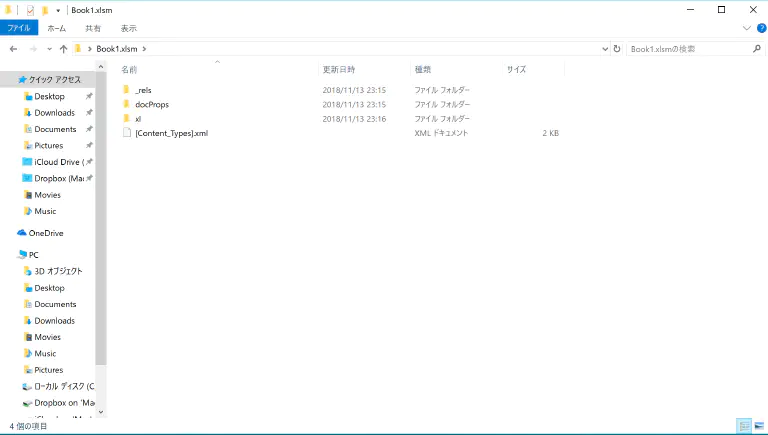 Book1.xlsm
ファイル ホーム 共有 表示
Book1.xlsm Book1.xlsmの検索
名前 更新日時 種類 サイズ
クイック アクセス
Desktop
Downloads
Documents
Pictures
iCloud Drive (
Dropbox (Mac
Movies
Music
OneDrive
PC
3D オブジェクト
Desktop
Documents
Downloads
Movies
Music
Pictures
ローカル ディスク (C
Dropbox on 'Mac
_rels 2018/11/13 23:15 ファイル フォルダー
docProps 2018/11/13 23:15 ファイル フォルダー
xl 2018/11/13 23:16 ファイル フォルダー
[Content_Types].xml XML ドキュメント 2 KB
4 個の項目